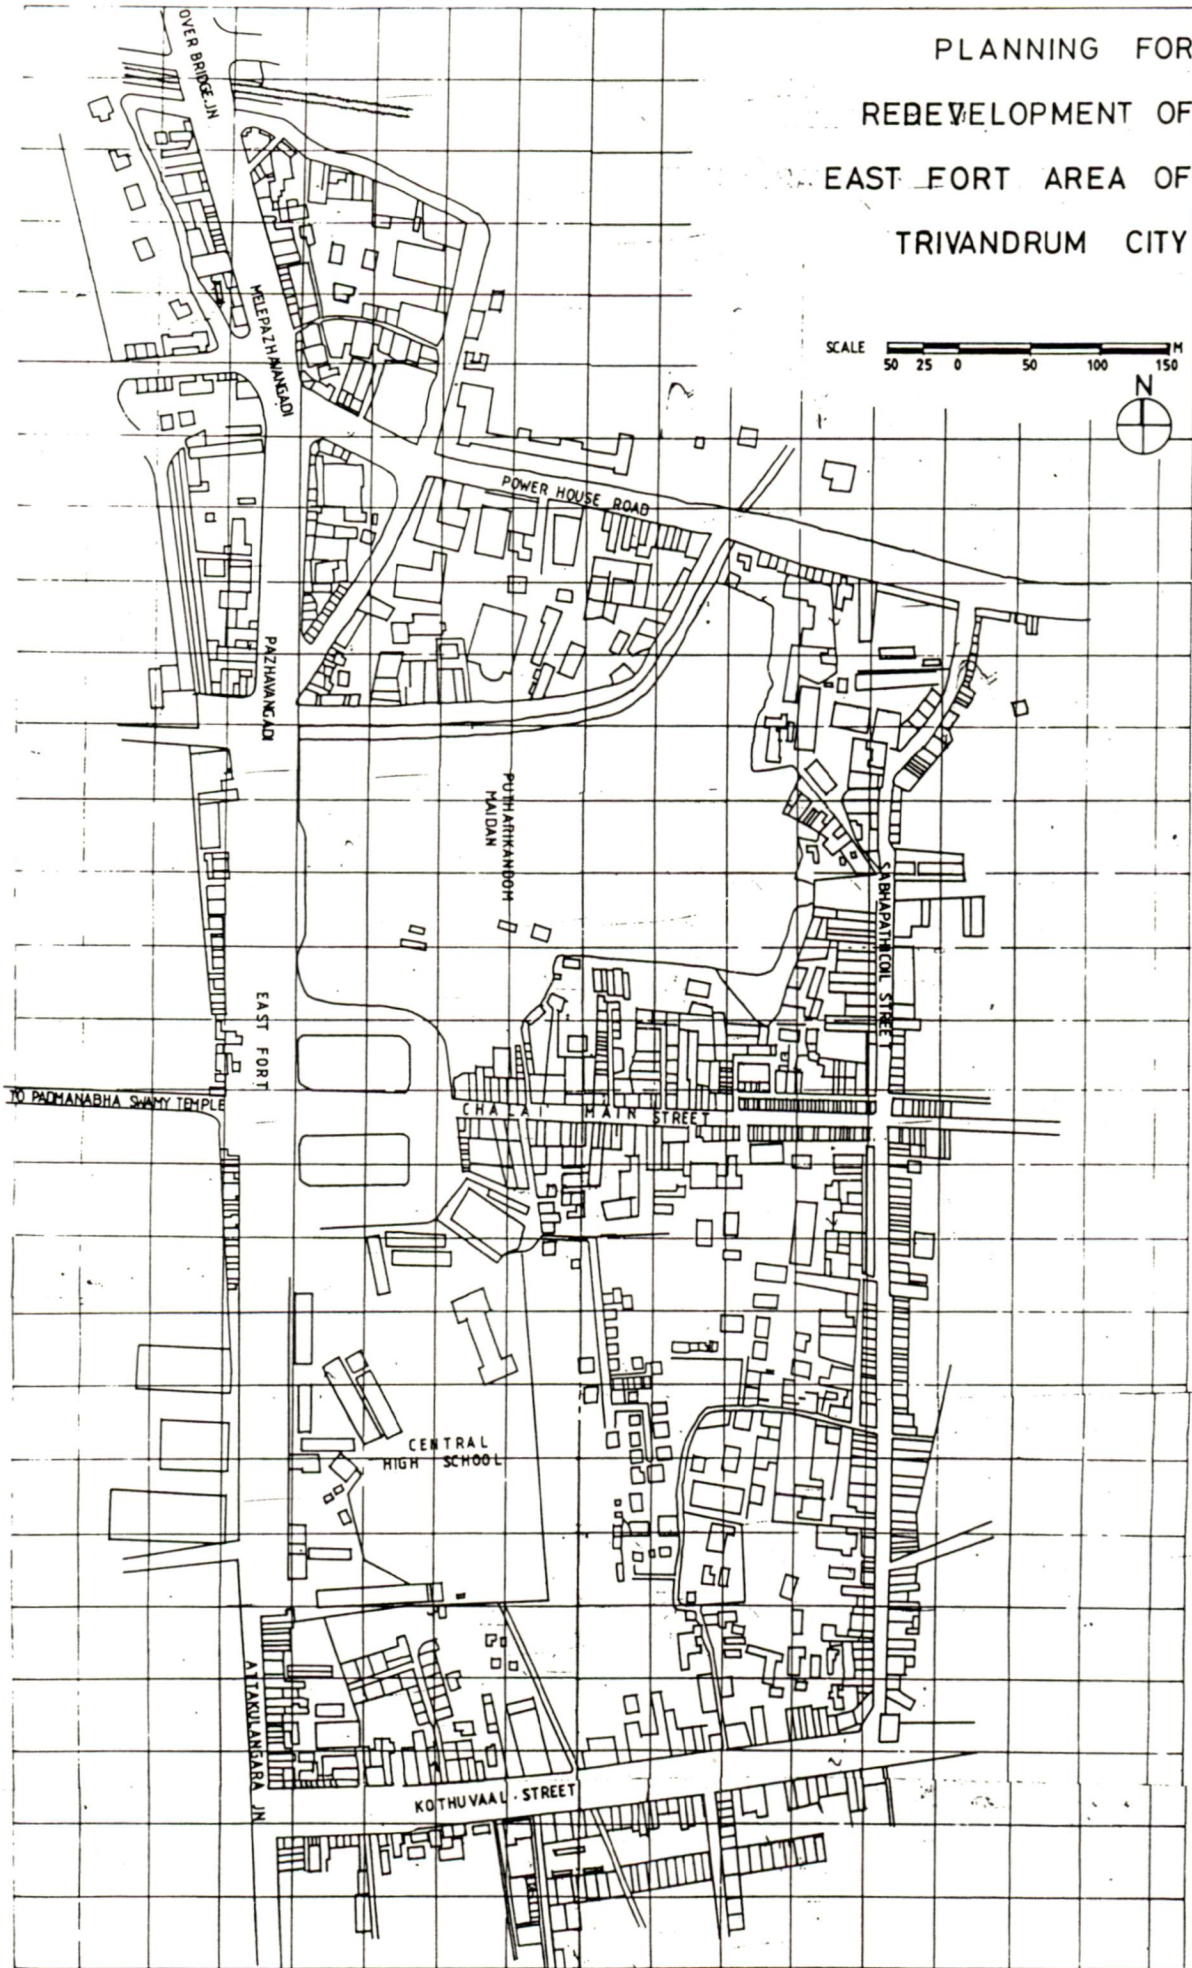 PLANNING FOR
REDEVELOPMENT OF
EAST FORT AREA OF
TRIVANDRUM CITY
SCALE
50 25 0 50 100 150 M
N
OVER BRIDGE JN
MELEPAZHAVANGADI
POWER HOUSE ROAD
PAZHAVANGADI
PUTHARIKANDOM
MAIDAN
SABHAPATHICOIL STREET
EAST FORT
TO PADMANABHA SWAMY TEMPLE
CHALAI MAIN STREET
CENTRAL
HIGH SCHOOL
ATTAKULANGARA JN
KOTHUVAAL STREET